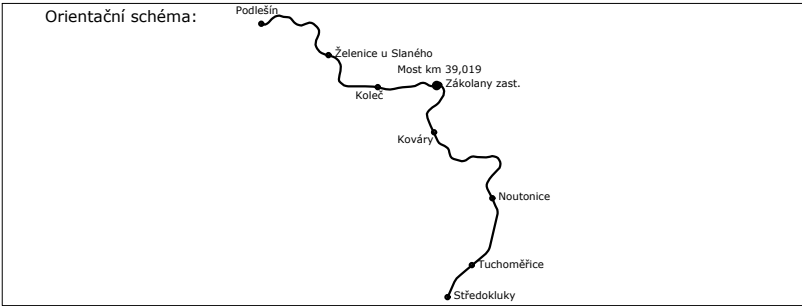 Orientační schéma:
Podlešín
Želenice u Slaného
Most km 39,019
Zákolany zast.
Koleč
Kováry
Noutonice
Tuchoměřice
Středokluky